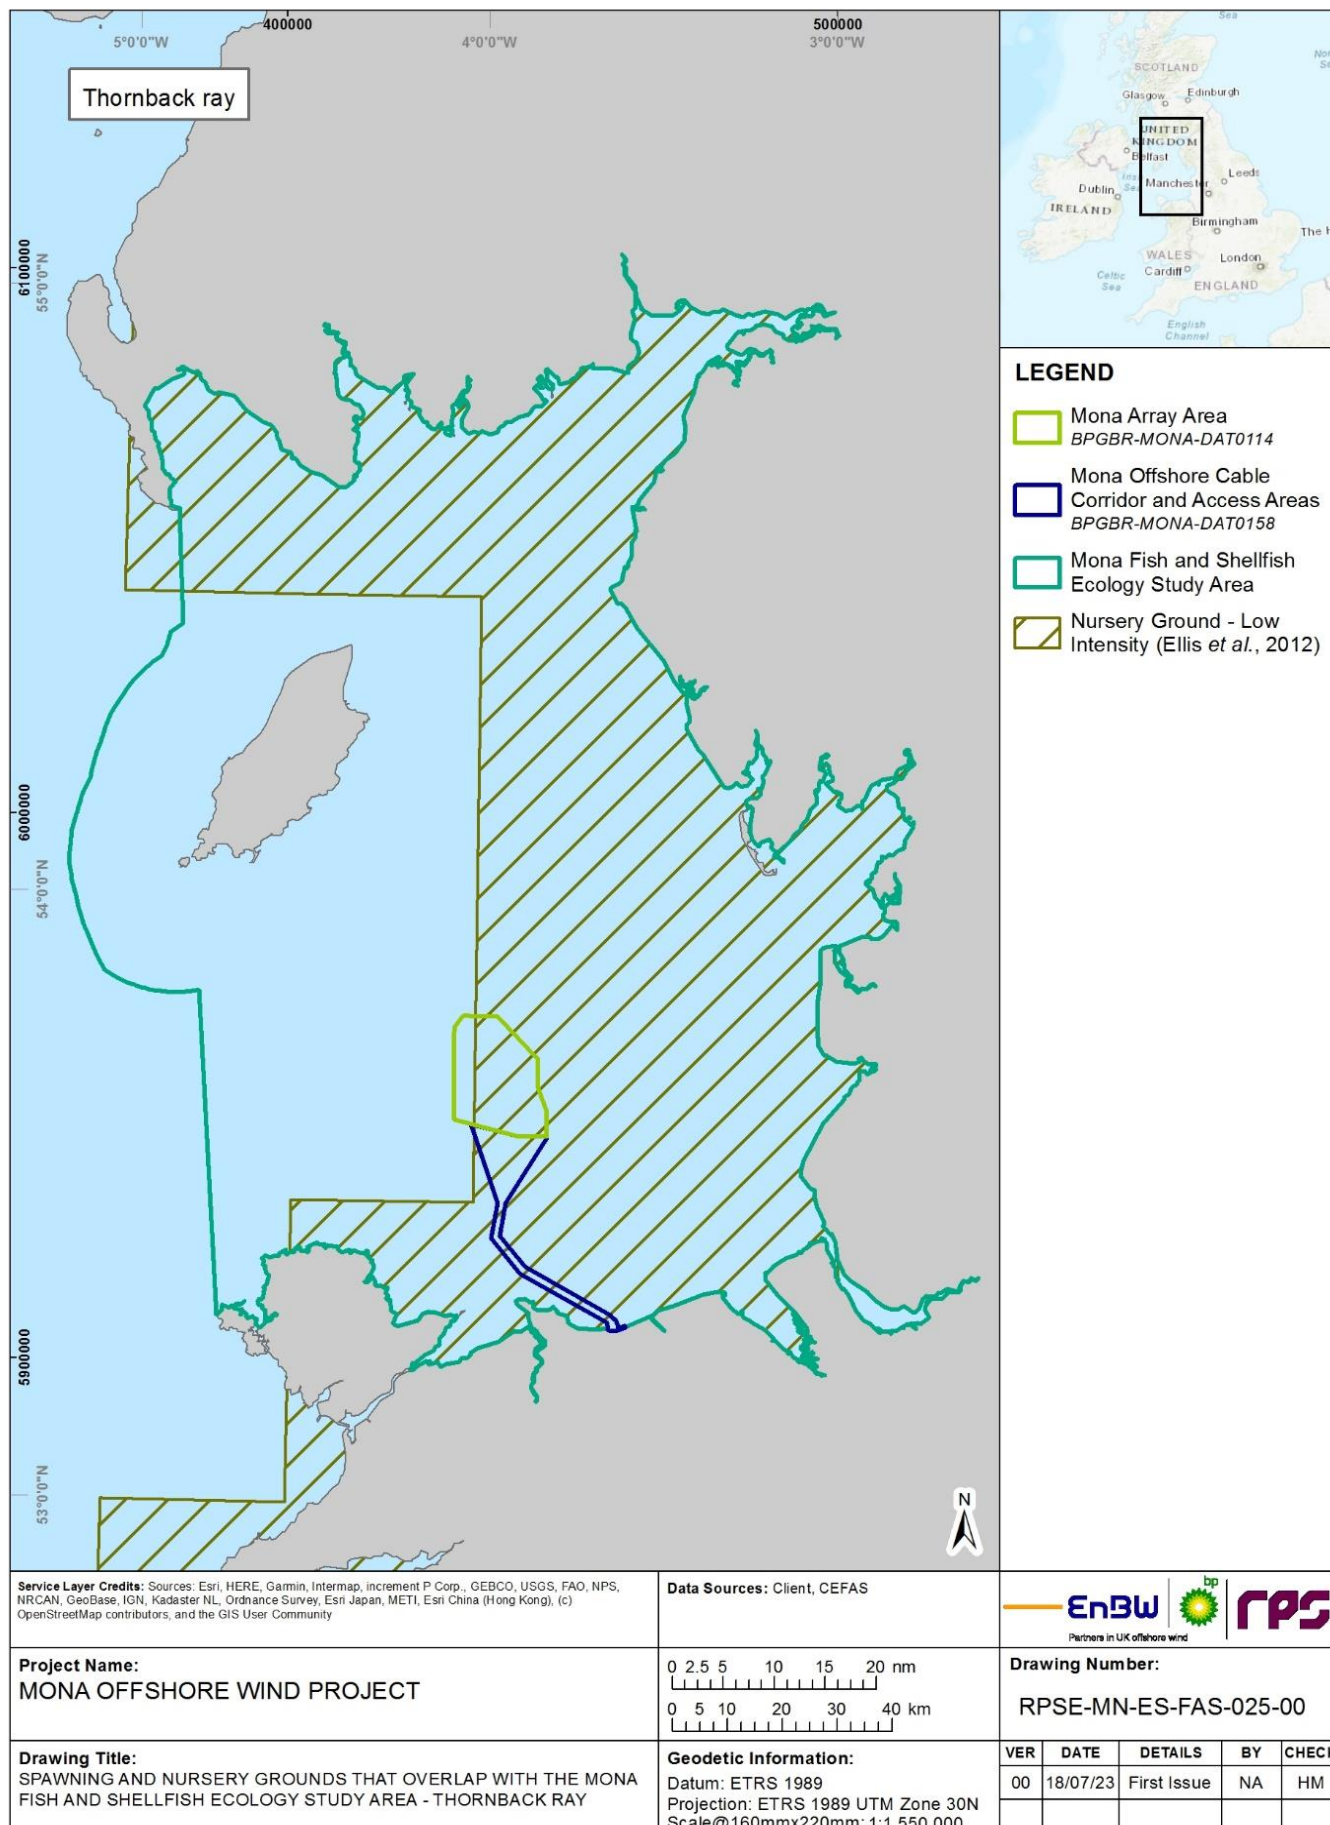 400000
500000
5°0'0"W
4°0'0"W
3°0'0"W
Thornback ray
6100000
55°0'0"N
6000000
54°0'0"N
5900000
53°0'0"N
N
Sea
SCOTLAND
Glasgow
Edinburgh
UNITED
KINGDOM
Belfast
Dublin
Manchester
Leeds
IRELAND
Birmingham
The
WALES
Cardiff
London
ENGLAND
Celtic
Sea
English
Channel
LEGEND
Mona Array Area
BPGBR-MONA-DAT0114
Mona Offshore Cable
Corridor and Access Areas
BPGBR-MONA-DAT0158
Mona Fish and Shellfish
Ecology Study Area
Nursery Ground - Low
Intensity (Ellis et al., 2012)
Service Layer Credits: Sources: Esri, HERE, Garmin, Intermap, increment P Corp., GEBCO, USGS, FAO, NPS,
NRCAN, GeoBase, IGN, Kadaster NL, Ordnance Survey, Esri Japan, METI, Esri China (Hong Kong), (c)
OpenStreetMap contributors, and the GIS User Community
Data Sources: Client, CEFAS
EnBW
bp
rps
Partners in UK offshore wind
Project Name:
MONA OFFSHORE WIND PROJECT
0 2.5 5 10 15 20 nm
0 5 10 20 30 40 km
Drawing Number:
RPSE-MN-ES-FAS-025-00
Drawing Title:
SPAWNING AND NURSERY GROUNDS THAT OVERLAP WITH THE MONA
FISH AND SHELLFISH ECOLOGY STUDY AREA - THORNBACK RAY
Geodetic Information:
Datum: ETRS 1989
Projection: ETRS 1989 UTM Zone 30N
Scale@160mmx220mm: 1:1,550,000
VER DATE DETAILS BY CHECK
00 18/07/23 First Issue NA HM